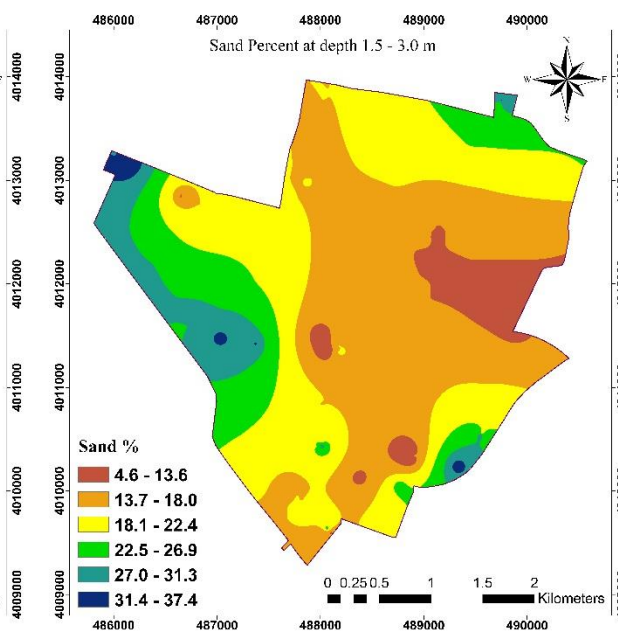 486000 487000 488000 489000 490000
Sand Percent at depth 1.5 - 3.0 m
N
W E
S
4014000
4013000
4012000
4011000
4010000
4009000
Sand %
4.6 - 13.6
13.7 - 18.0
18.1 - 22.4
22.5 - 26.9
27.0 - 31.3
31.4 - 37.4
0 0.25 0.5 1 1.5 2
Kilometers
486000 487000 488000 489000 490000